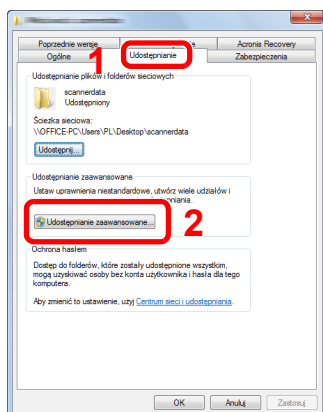 Poprzednie wersje
Acronis Recovery
Ogólne
1
Udostępnianie
Zabezpieczenia
Udostępnianie plików i folderów sieciowych
scannerdata
Udostępniony
Ścieżka sieciowa:
\\OFFICE-PC\Users\PL\Desktop\scannerdata
Udostępnij...
Udostępnianie zaawansowane
Ustaw uprawnienia niestandardowe, utwórz wiele udziałów i
Udostępnianie zaawansowane...
2
Ochrona hasłem
Dostęp do folderów, które zostały udostępnione wszystkim,
mogą uzyskiwać osoby bez konta użytkownika i hasła dla tego
komputera.
Aby zmienić to ustawienie, użyj Centrum sieci i udostępniania.
OK
Anuluj
Zastosuj